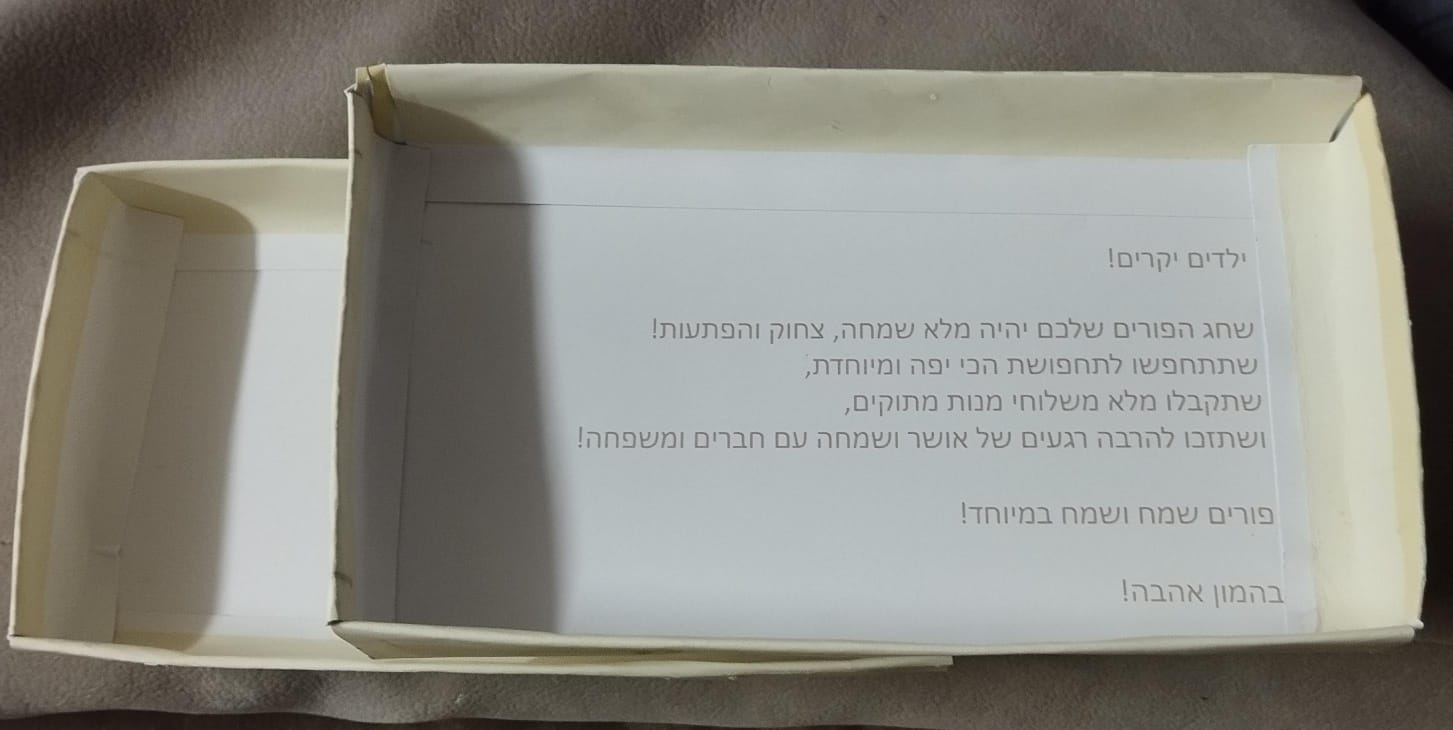 ילדים יקרים!
שחג הפורים שלכם יהיה מלא שמחה, צחוק והפתעות!
שתתחפשו לתחפושת הכי יפה ומיוחדת,
שתקבלו מלא משלוחי מנות מתוקים,
ושתזכו להרבה רגעים של אושר ושמחה עם חברים ומשפחה!
פורים שמח ושמח במיוחד!
בהמון אהבה!